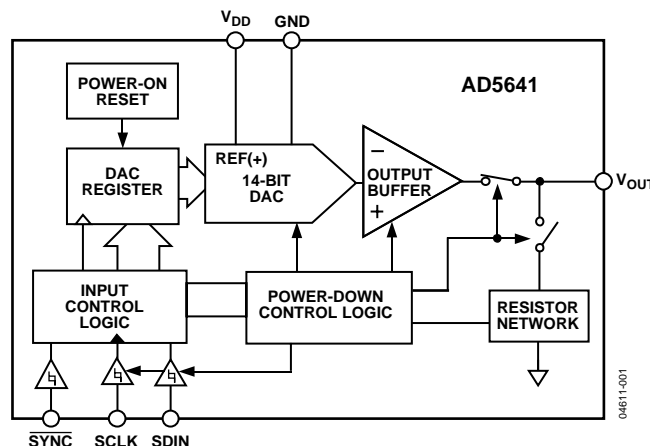 VDD
GND
POWER-ON
RESET
AD5641
REF(+)
14-BIT
DAC
DAC
REGISTER
–
OUTPUT
BUFFER
+
VOUT
INPUT
CONTROL
LOGIC
POWER-DOWN
CONTROL LOGIC
RESISTOR
NETWORK
SYNC
SCLK
SDIN
04611-001